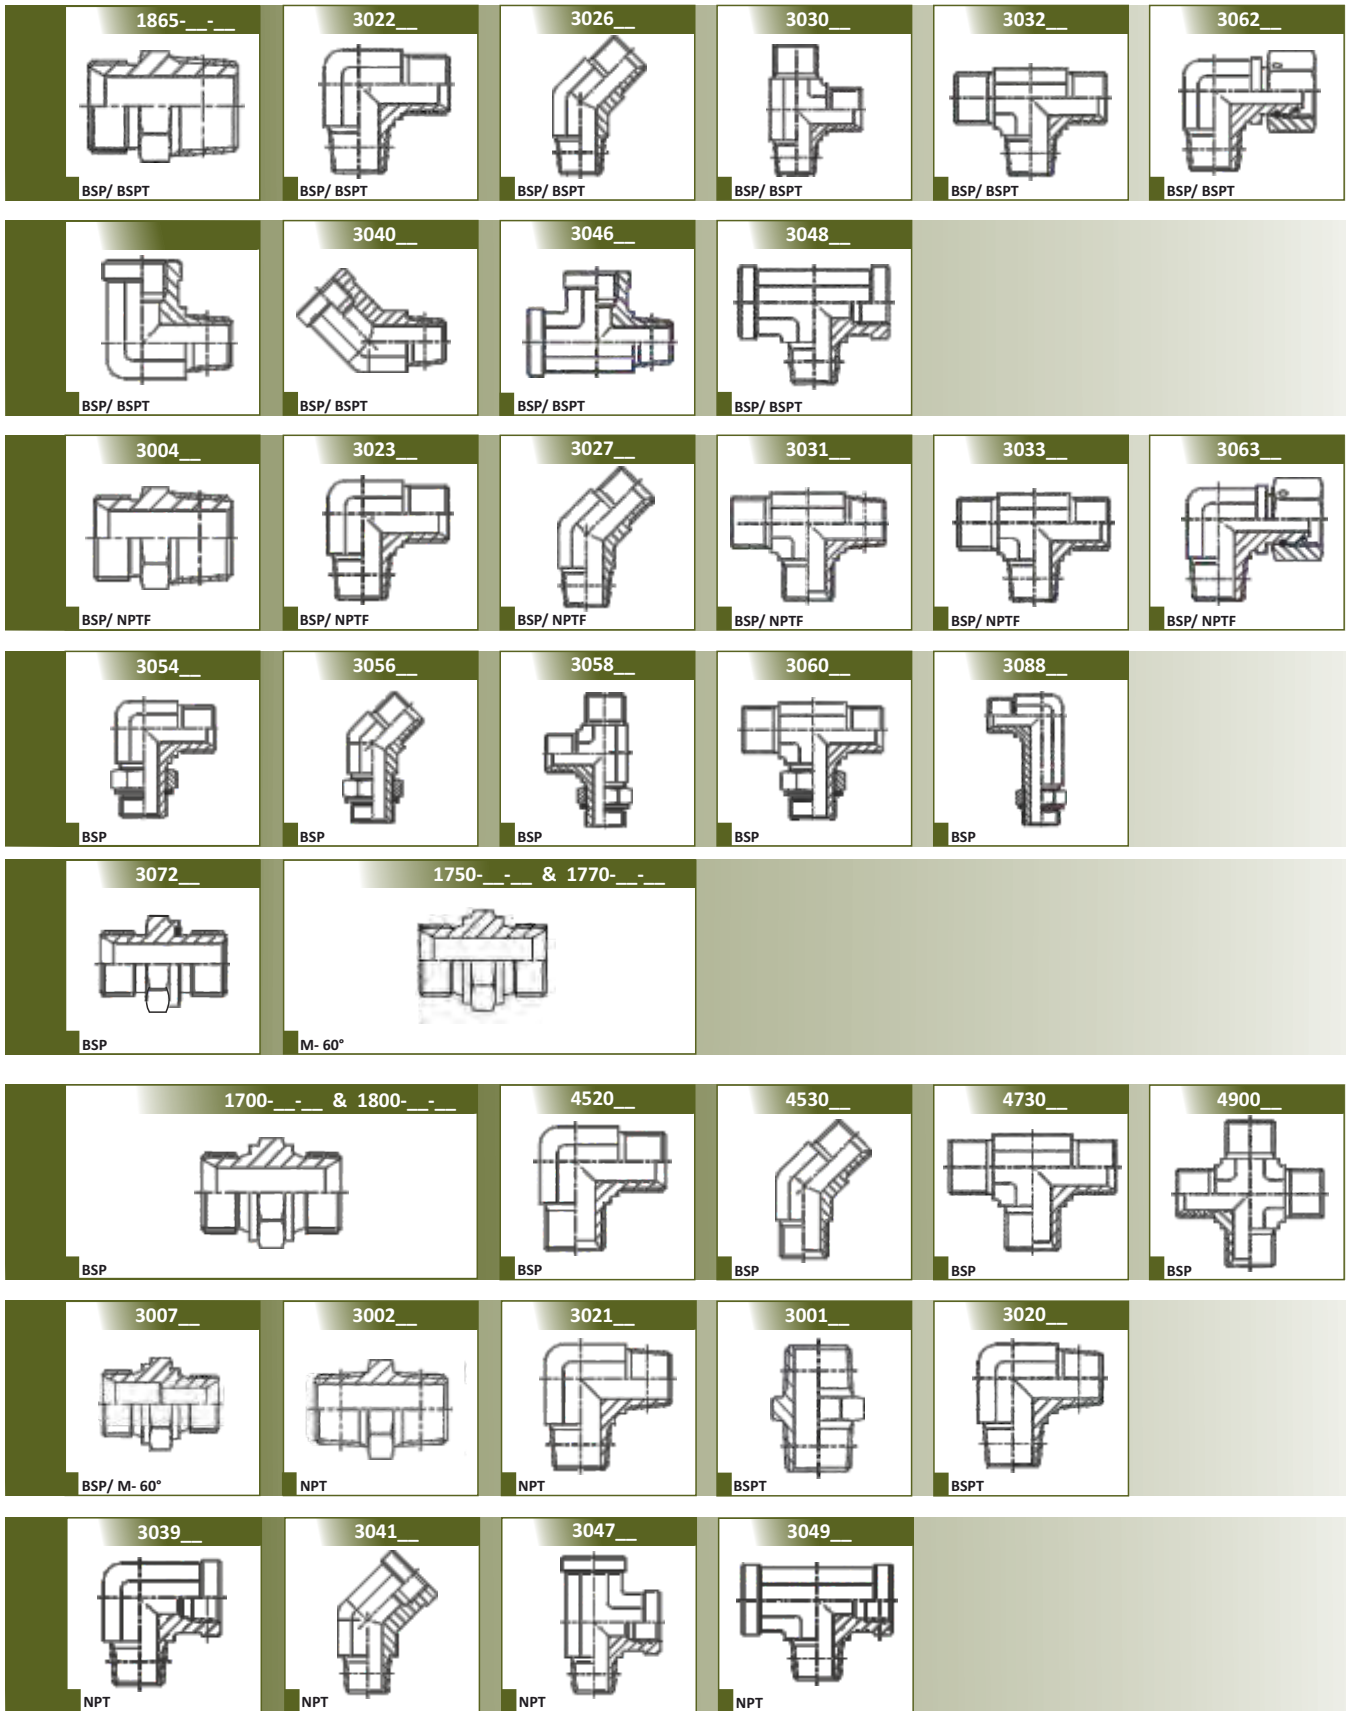 1865-__-__
3022__
3026__
3030__
3032__
3062__
BSP/ BSPT
BSP/ BSPT
BSP/ BSPT
BSP/ BSPT
BSP/ BSPT
BSP/ BSPT
3040__
3046__
3048__
BSP/ BSPT
BSP/ BSPT
BSP/ BSPT
BSP/ BSPT
3004__
3023__
3027__
3031__
3033__
3063__
BSP/ NPTF
BSP/ NPTF
BSP/ NPTF
BSP/ NPTF
BSP/ NPTF
BSP/ NPTF
3054__
3056__
3058__
3060__
3088__
BSP
BSP
BSP
BSP
BSP
3072__
1750-__-__ & 1770-__-__
BSP
M- 60°
1700-__-__ & 1800-__-__
4520__
4530__
4730__
4900__
BSP
BSP
BSP
BSP
BSP
3007__
3002__
3021__
3001__
3020__
BSP/ M- 60°
NPT
NPT
BSPT
BSPT
3039__
3041__
3047__
3049__
NPT
NPT
NPT
NPT